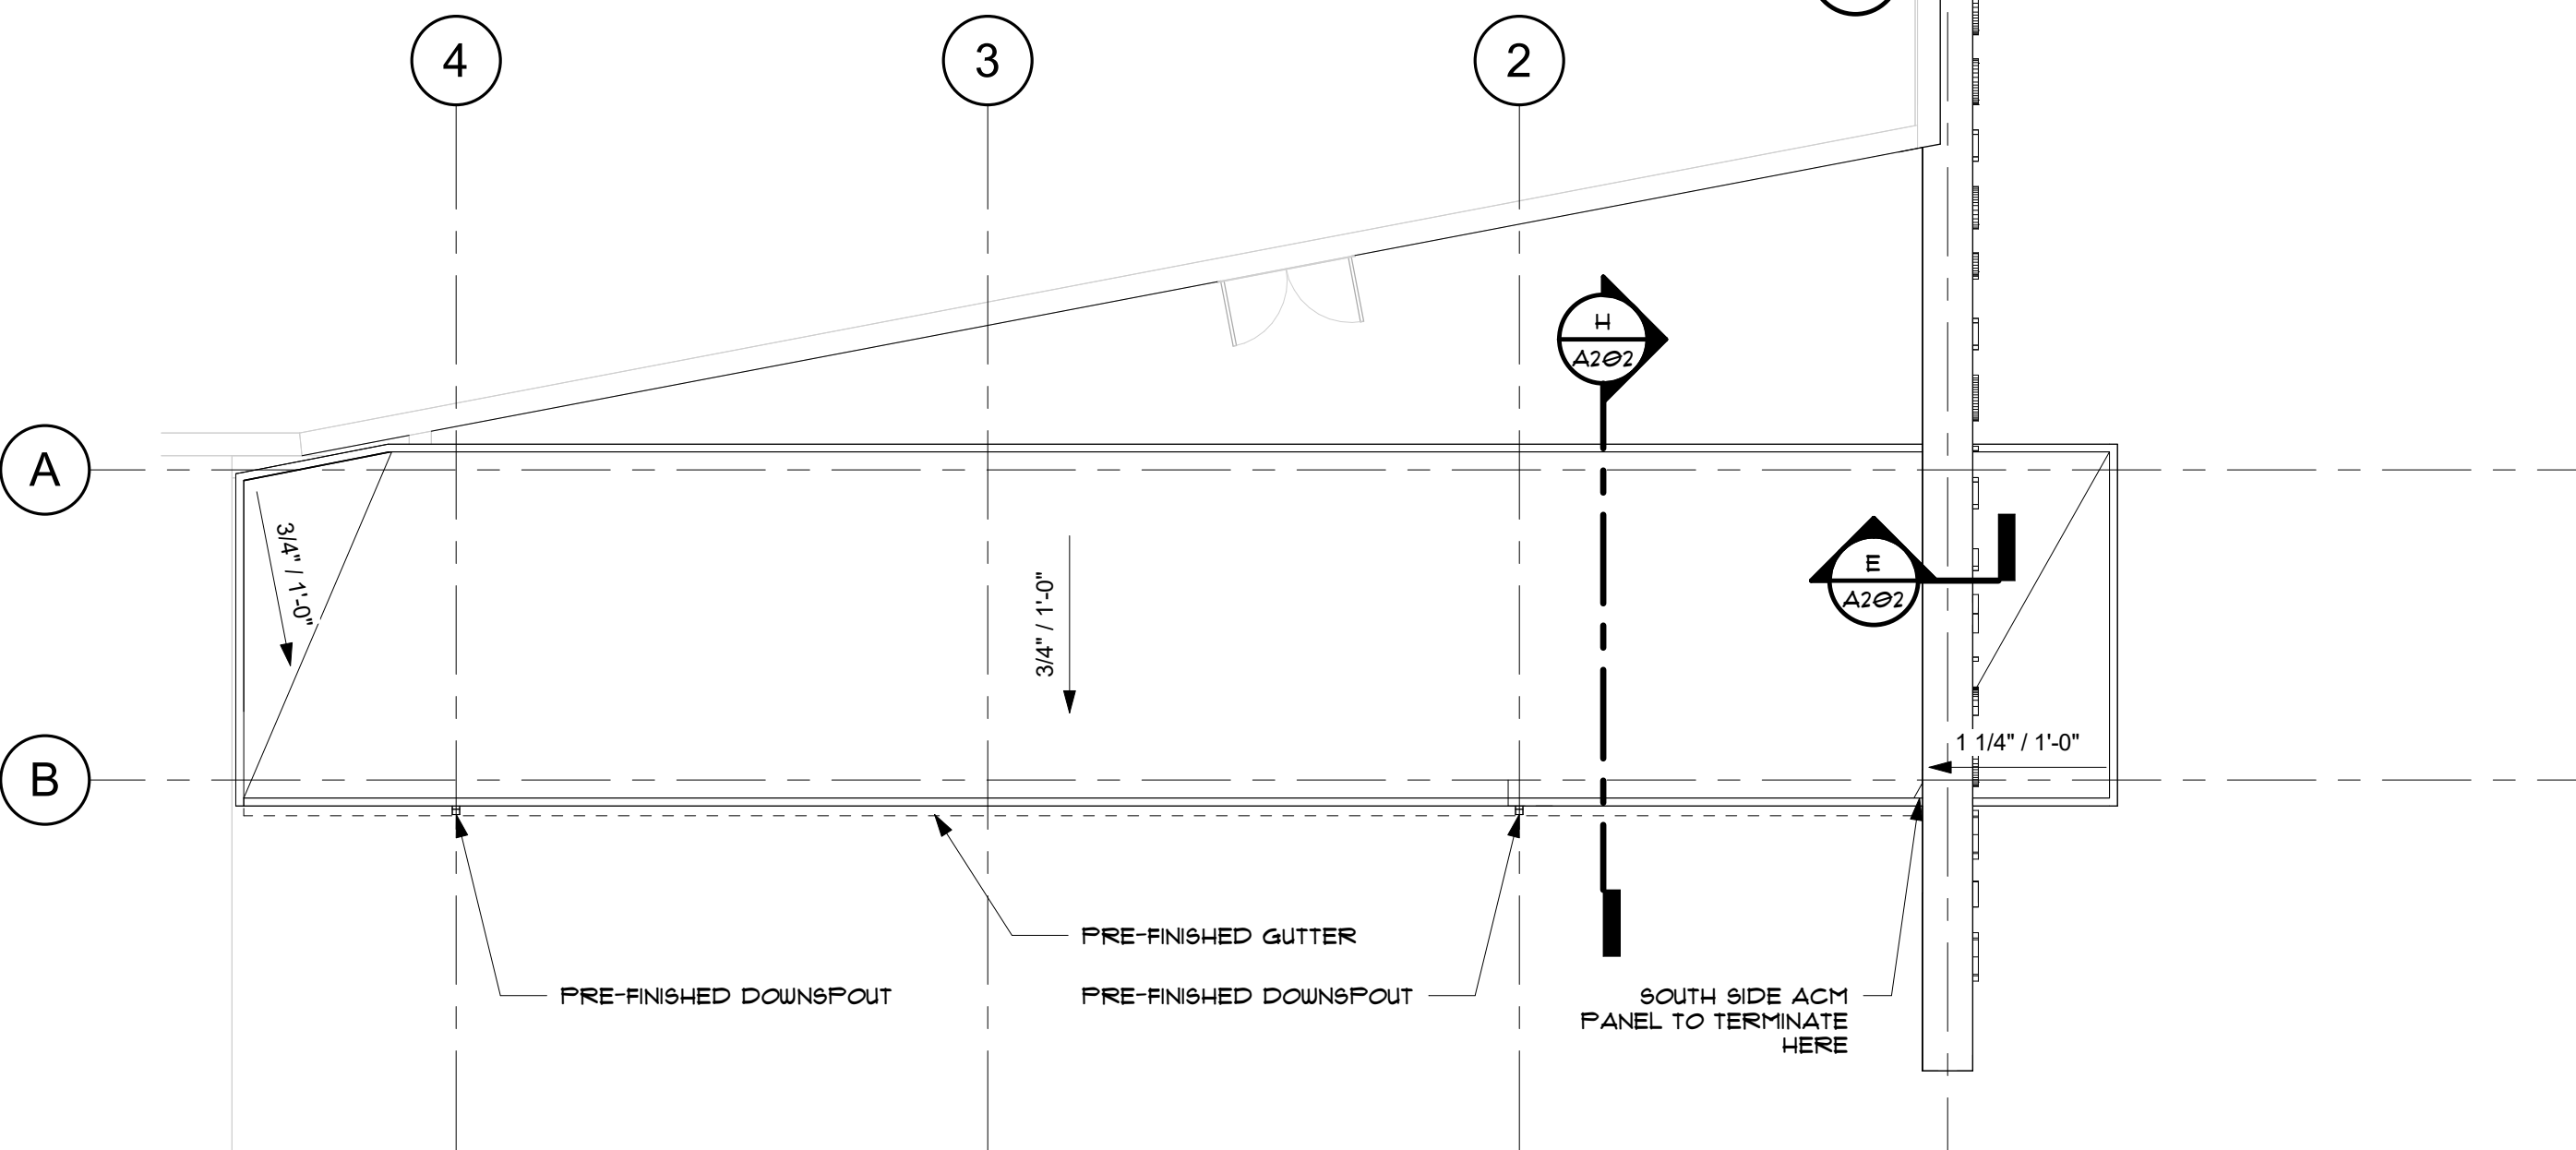 4
3
2
H
A202
A
3/4" / 1'-0"
3/4" / 1'-0"
E
A202
1 1/4" / 1'-0"
B
PRE-FINISHED GUTTER
PRE-FINISHED DOWNSPOUT
PRE-FINISHED DOWNSPOUT
SOUTH SIDE ACM
PANEL TO TERMINATE
HERE